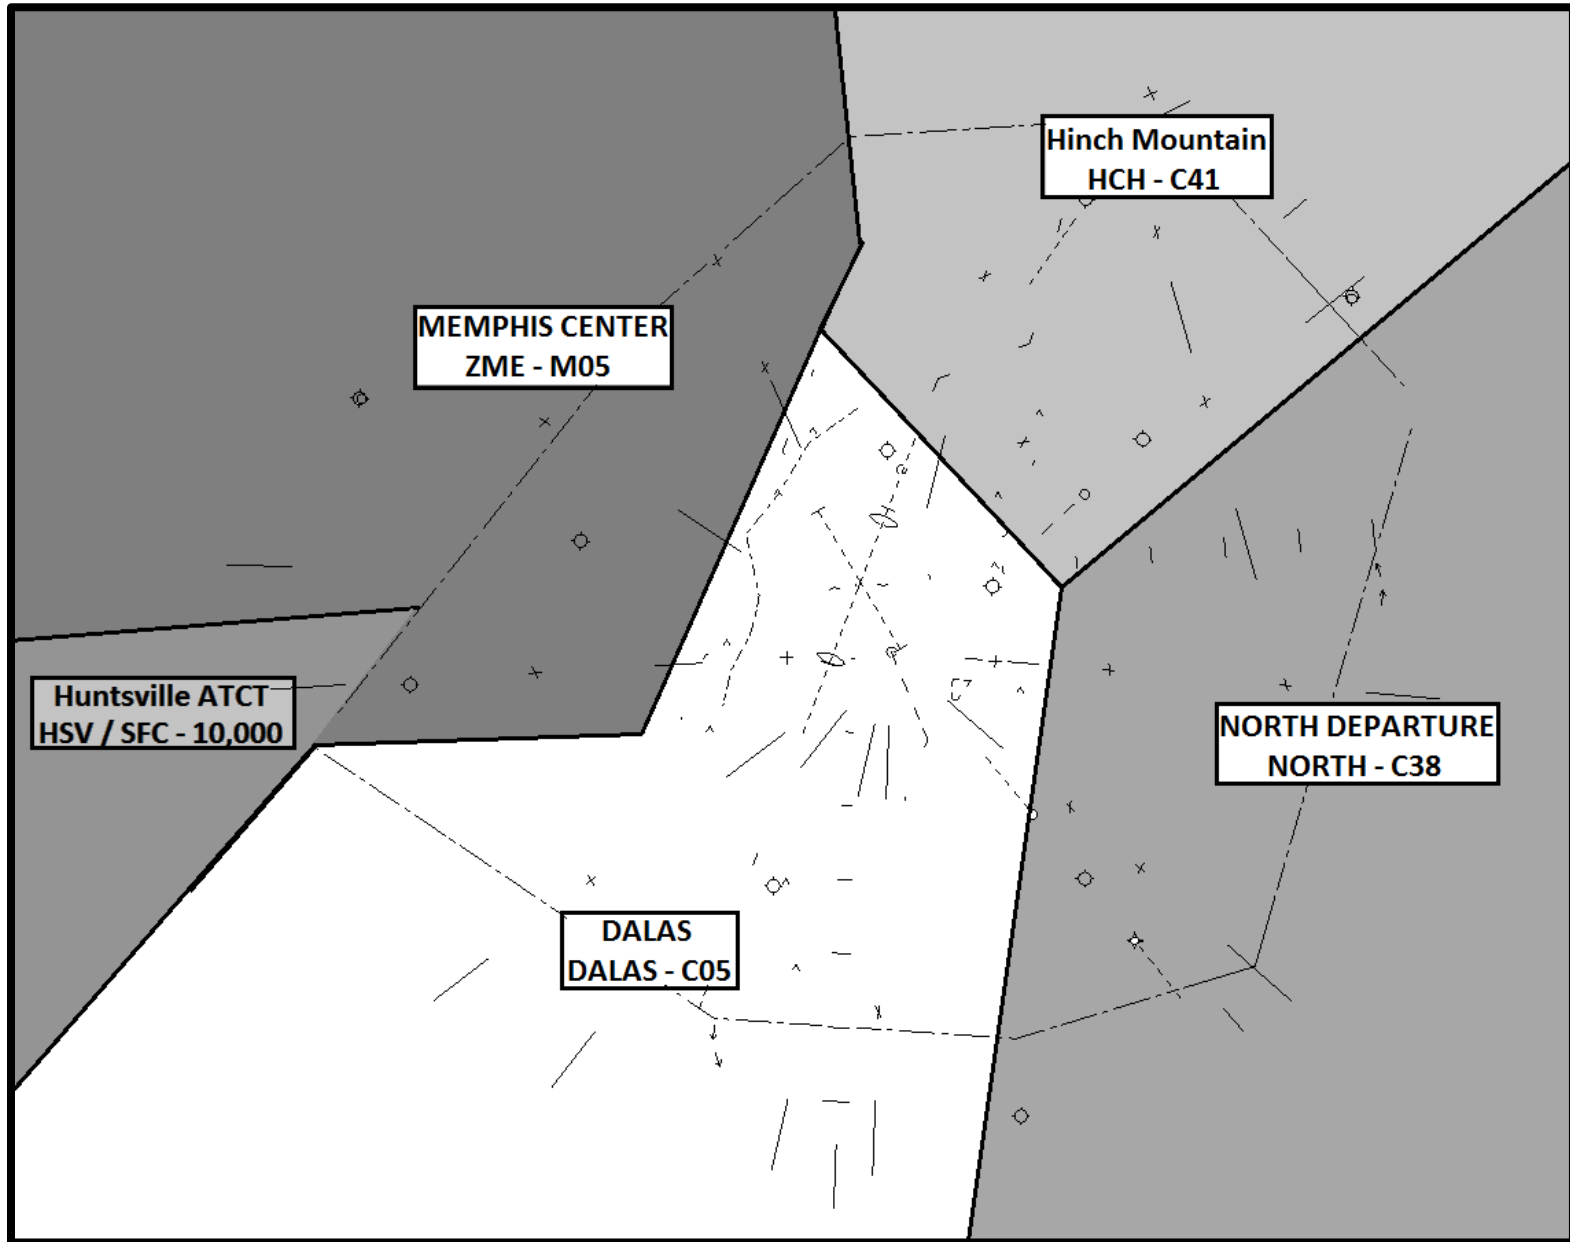 Hinch Mountain
HCH - C41
MEMPHIS CENTER
ZME - M05
Huntsville ATCT
HSV / SFC - 10,000
NORTH DEPARTURE
NORTH - C38
DALAS
DALAS - C05